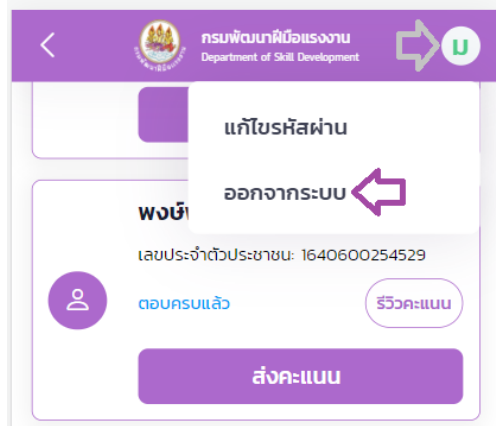 กรมพัฒนาฝีมือแรงงาน
Department of Skill Development
ม
แก้ไขรหัสผ่าน
ออกจากระบบ
เลขประจำตัวประชาชน: 1640600254529
ตอบครบแล้ว
รีวิวคะแนน
ส่งคะแนน